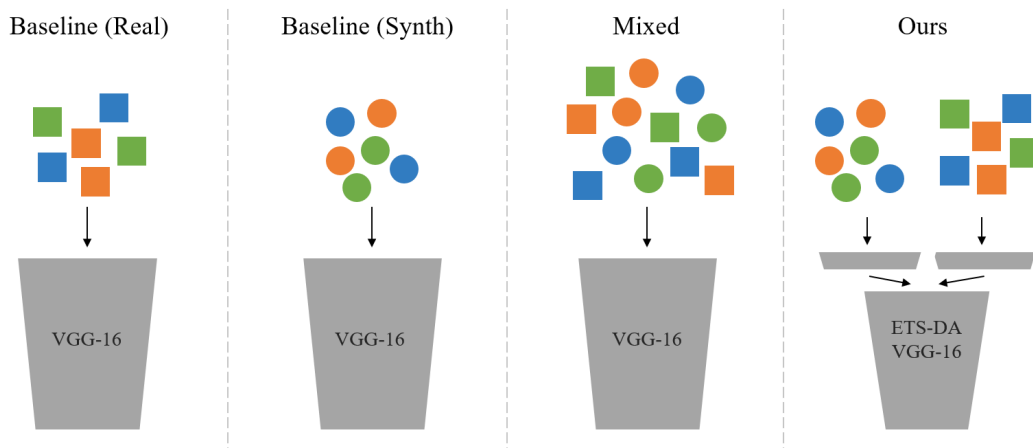 Baseline (Real)
Baseline (Synth)
Mixed
Ours
VGG-16
VGG-16
VGG-16
ETS-DA
VGG-16